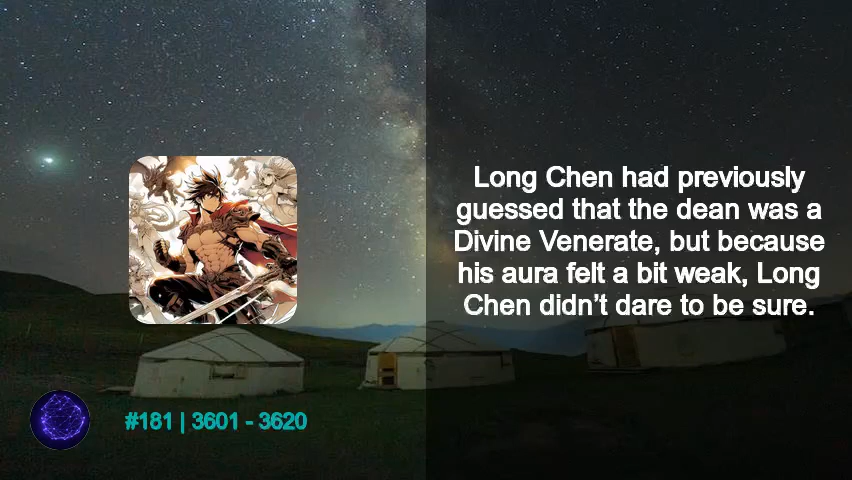 Long Chen had previously
guessed that the dean was a
Divine Venerate, but because
his aura felt a bit weak, Long
Chen didn’t dare to be sure.
#181 | 3601 - 3620